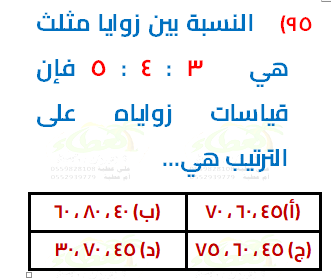 ٩٥) النسبة بين زوايا مثلث
هي ٣ : ٤ : ٥ فإن
قياسات زواياه على
الترتيب هي...
(أ) ٤٥ ، ٦٠ ، ٧٠ (ب) ٤٠ ، ٨٠ ، ٦٠
(ج) ٤٥ ، ٦٠ ، ٧٥ (د) ٤٥ ، ٧٠ ، ٣٠